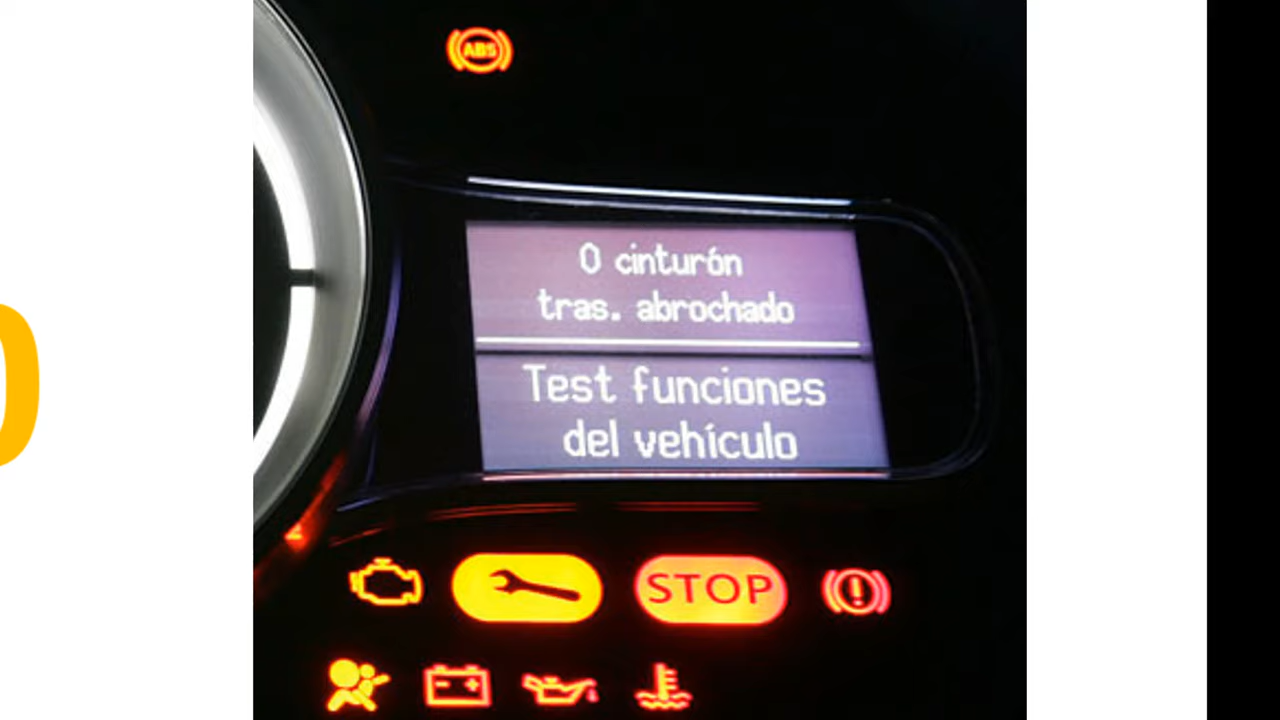 ABS
0 cinturón
tras. abrochado
Test funciones
del vehículo
STOP